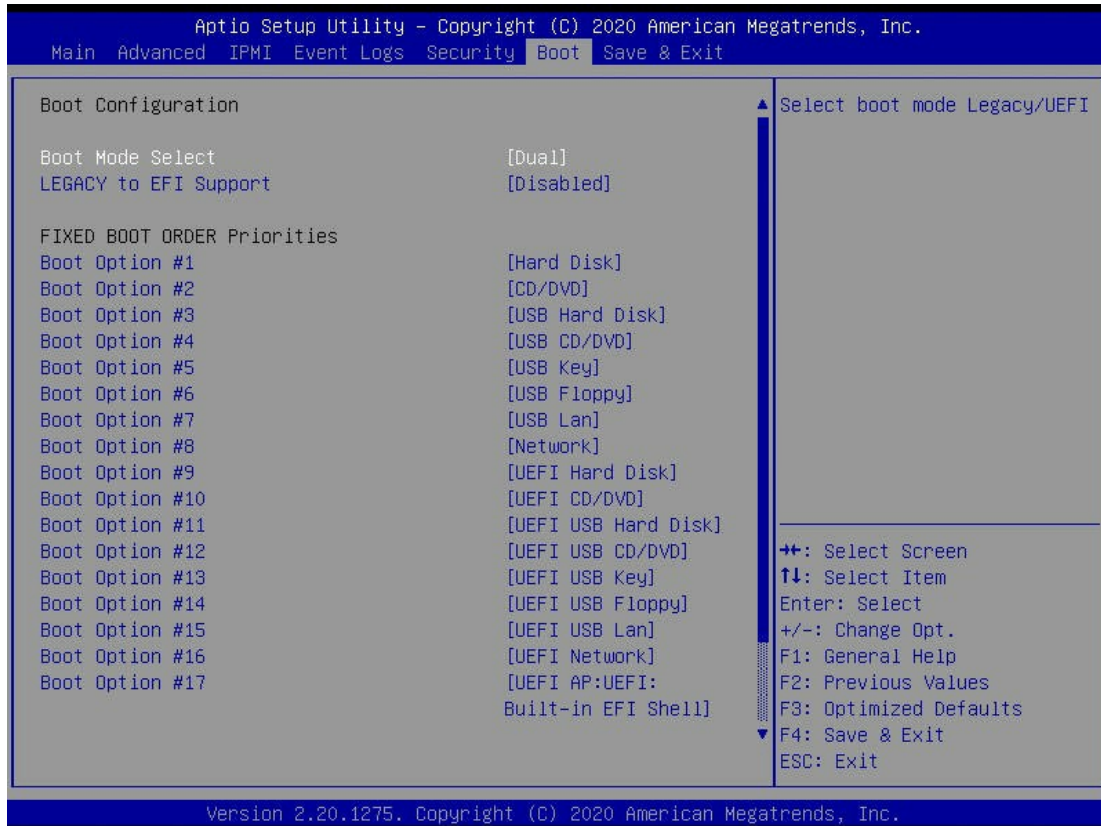 Aptio Setup Utility – Copyright (C) 2020 American Megatrends, Inc.
Main Advanced IPMI Event Logs Security Boot Save & Exit
Boot Configuration
Boot Mode Select [Dual]
LEGACY to EFI Support [Disabled]
FIXED BOOT ORDER Priorities
Boot Option #1 [Hard Disk]
Boot Option #2 [CD/DVD]
Boot Option #3 [USB Hard Disk]
Boot Option #4 [USB CD/DVD]
Boot Option #5 [USB Key]
Boot Option #6 [USB Floppy]
Boot Option #7 [USB Lan]
Boot Option #8 [Network]
Boot Option #9 [UEFI Hard Disk]
Boot Option #10 [UEFI CD/DVD]
Boot Option #11 [UEFI USB Hard Disk]
Boot Option #12 [UEFI USB CD/DVD]
Boot Option #13 [UEFI USB Key]
Boot Option #14 [UEFI USB Floppy]
Boot Option #15 [UEFI USB Lan]
Boot Option #16 [UEFI Network]
Boot Option #17 [UEFI AP:UEFI:
Built-in EFI Shell]
Select boot mode Legacy/UEFI
→←: Select Screen
↑↓: Select Item
Enter: Select
+/-: Change Opt.
F1: General Help
F2: Previous Values
F3: Optimized Defaults
F4: Save & Exit
ESC: Exit
Version 2.20.1275. Copyright (C) 2020 American Megatrends, Inc.